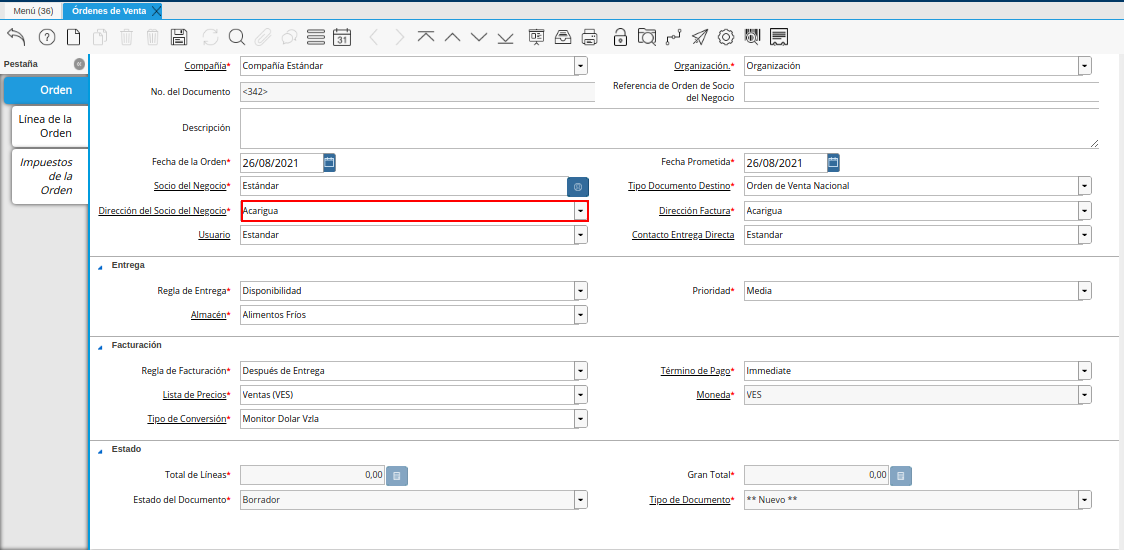 Menú (36)
Órdenes de Venta
31
Pestaña
Orden
Línea de la
Orden
Impuestos
de la
Orden
Compañía* Compañía Estándar
Organización.* Organización
No. del Documento <342>
Referencia de Orden de Socio
del Negocio
Descripción
Fecha de la Orden* 26/08/2021
Fecha Prometida* 26/08/2021
Socio del Negocio* Estándar
Tipo Documento Destino* Orden de Venta Nacional
Dirección del Socio del Negocio* Acarigua
Dirección Factura* Acarigua
Usuario Estandar
Contacto Entrega Directa Estandar
Entrega
Regla de Entrega* Disponibilidad
Prioridad* Media
Almacén* Alimentos Fríos
Facturación
Regla de Facturación* Después de Entrega
Término de Pago* Immediate
Lista de Precios* Ventas (VES)
Moneda* VES
Tipo de Conversión* Monitor Dolar Vzla
Estado
Total de Líneas* 0,00
Gran Total* 0,00
Estado del Documento* Borrador
Tipo de Documento* ** Nuevo **